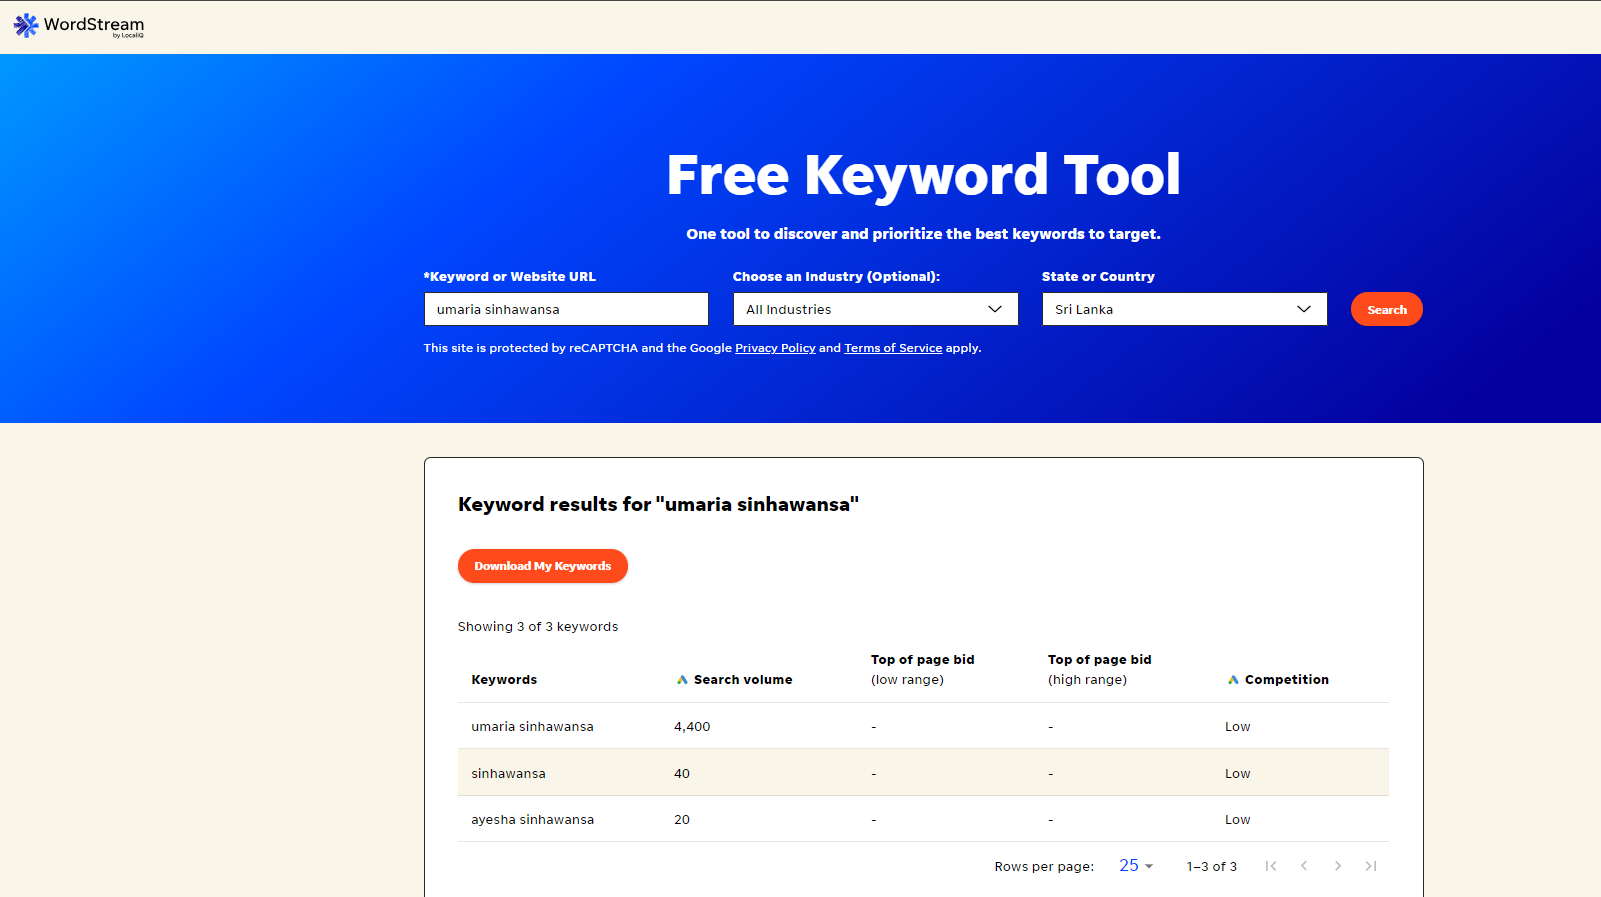 WordStream
by LocaliQ
Free Keyword Tool
One tool to discover and prioritize the best keywords to target.
*Keyword or Website URL
umaria sinhawansa
Choose an Industry (Optional):
All Industries
State or Country
Sri Lanka
Search
This site is protected by reCAPTCHA and the Google Privacy Policy and Terms of Service apply.
Keyword results for "umaria sinhawansa"
Download My Keywords
Showing 3 of 3 keywords
Keywords Search volume Top of page bid (low range) Top of page bid (high range) Competition
umaria sinhawansa 4,400 - - Low
sinhawansa 40 - - Low
ayesha sinhawansa 20 - - Low
Rows per page: 25 1–3 of 3